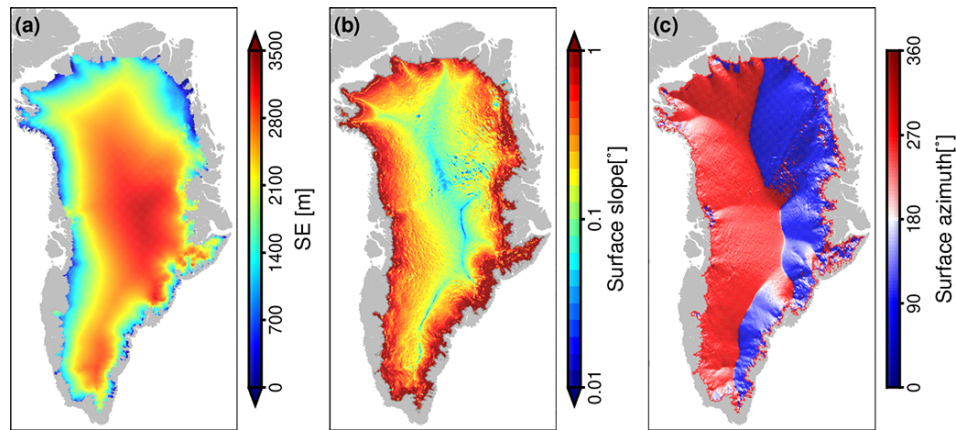 (a)
3500
2800
2100
1400
700
0
SE [m]
(b)
1
0.1
0.01
Surface slope[°]
(c)
360
270
180
90
0
Surface azimuth[°]